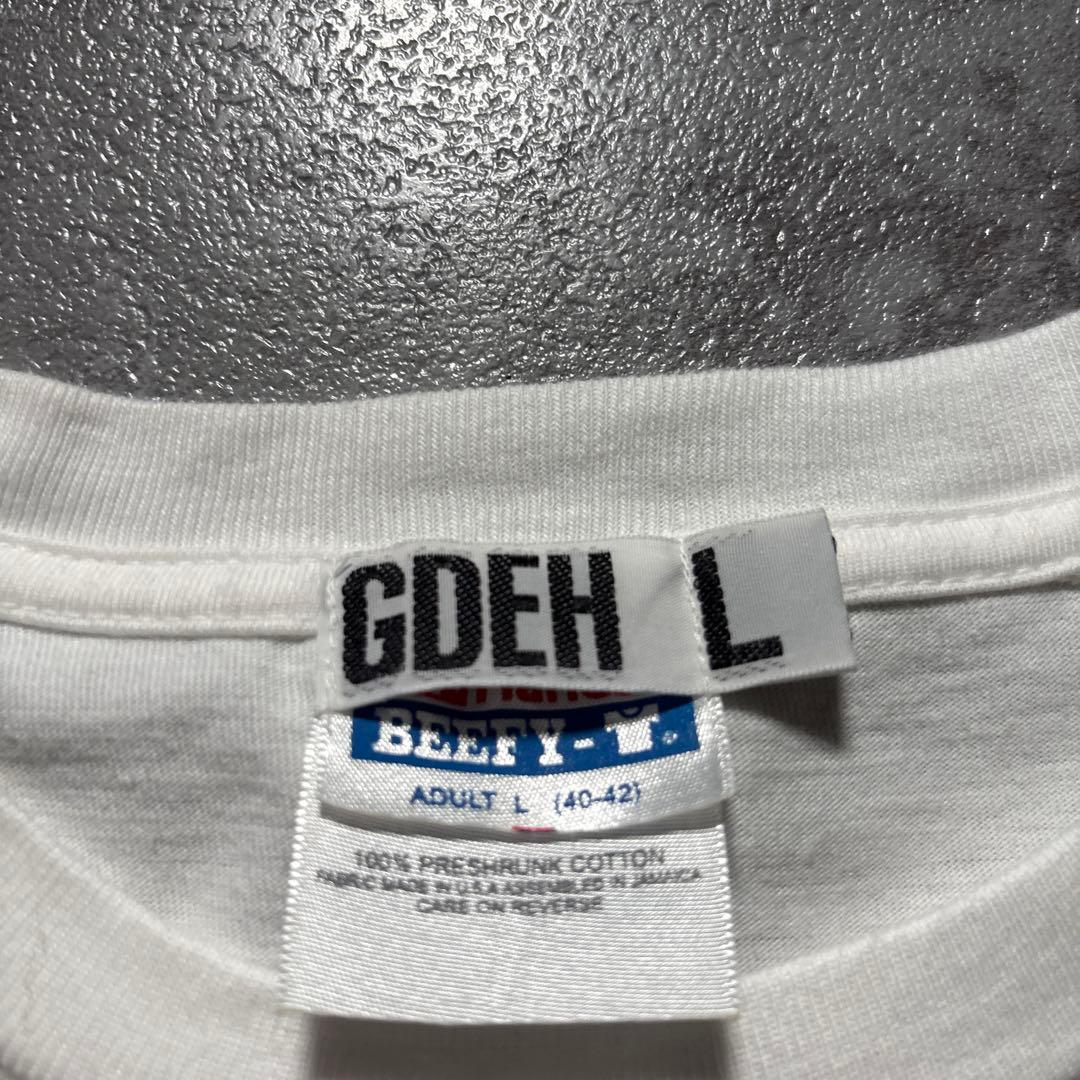 GDEH L
BEEFY-T.
ADULT L (40-42)
100% PRESHRUNK COTTON
FABRIC MADE IN U.S.A ASSEMBLED IN JAMAICA
CARE ON REVERSE